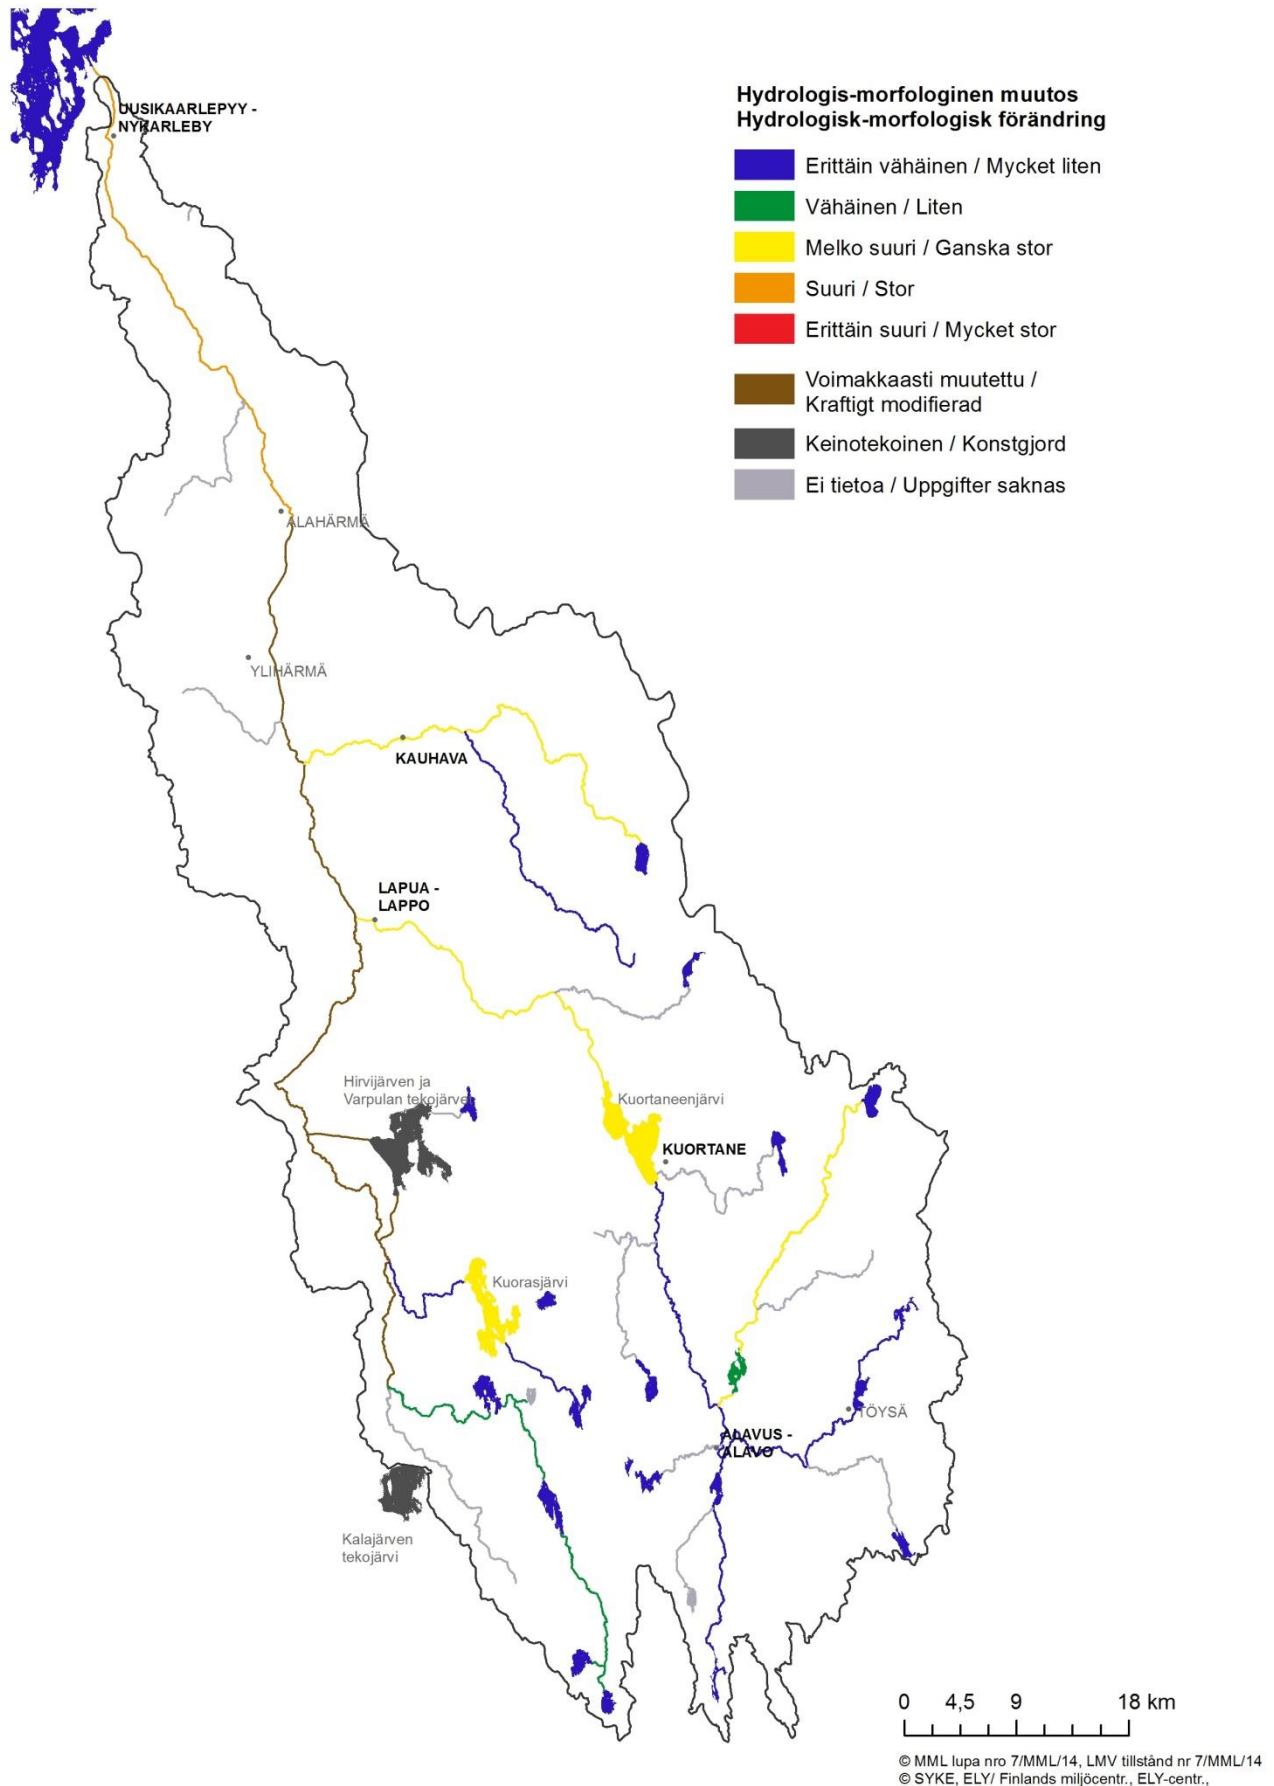 UUSIKAARLEPYY -
NYKARLEBY
Hydrologis-morfologinen muutos
Hydrologisk-morfologisk förändring
Erittäin vähäinen / Mycket liten
Vähäinen / Liten
Melko suuri / Ganska stor
Suuri / Stor
Erittäin suuri / Mycket stor
Voimakkaasti muutettu /
Kraftigt modifierad
Keinotekoinen / Konstgjord
Ei tietoa / Uppgifter saknas
ALAHÄRMÄ
YLIHÄRMÄ
KAUHAVA
LAPUA -
LAPPO
Hirvijärven ja
Varpulan tekojärvet
Kuortaneenjärvi
KUORTANE
Kuorasjärvi
TÖYSÄ
ALAVUS -
ALAVO
Kalajärven
tekojärvi
0 4,5 9 18 km
© MML lupa nro 7/MML/14, LMV tillstånd nr 7/MML/14
© SYKE, ELY/ Finlands miljöcentr., ELY-centr.,